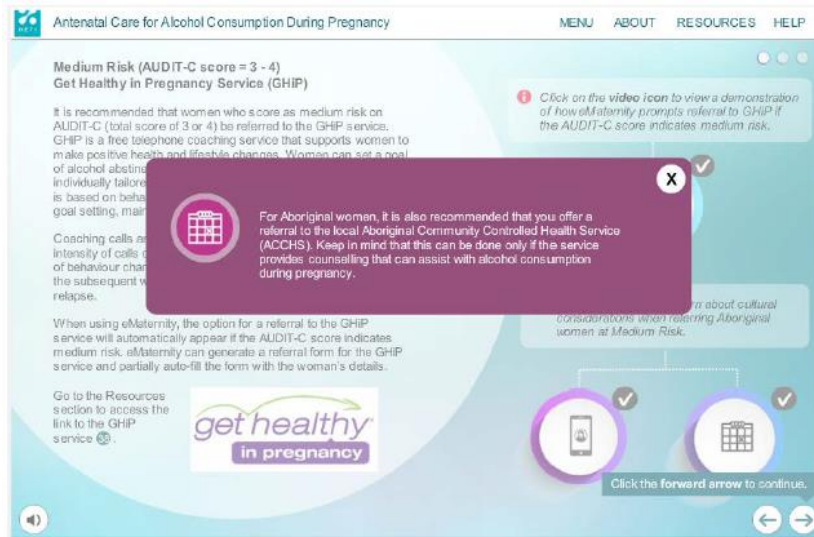 HETI
Antenatal Care for Alcohol Consumption During Pregnancy
MENU ABOUT RESOURCES HELP
Medium Risk (AUDIT-C score = 3 - 4)
Get Healthy in Pregnancy Service (GHiP)
It is recommended that women who score as medium risk on
AUDIT-C (total score of 3 or 4) be referred to the GHiP service.
GHiP is a free telephone coaching service that supports women to
make positive health and lifestyle changes. Women can set a goal
of alcohol
individually
is based on
goal setting,
Coaching calls
intensity of calls
of behaviour
the subsequent
relapse.
When using eMaternity, the option for a referral to the GHiP
service will automatically appear if the AUDIT-C score indicates
medium risk. eMaternity can generate a referral form for the GHiP
service and partially auto-fill the form with the woman's details.
Go to the Resources
section to access the
link to the GHiP
service
get healthy
in pregnancy
Click on the video icon to view a demonstration
of how eMaternity prompts referral to GHiP if
the AUDIT-C score indicates medium risk.
X
For Aboriginal women, it is also recommended that you offer a
referral to the local Aboriginal Community Controlled Health Service
(ACCHS). Keep in mind that this can be done only if the service
provides counselling that can assist with alcohol consumption
during pregnancy.
about cultural
considerations when referring Aboriginal
women at Medium Risk.
Click the forward arrow to continue.